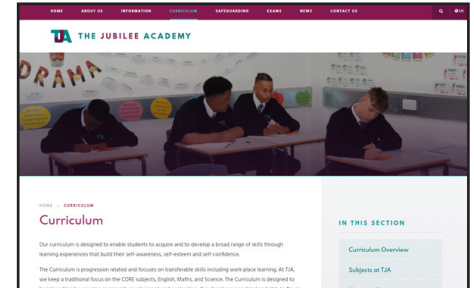 HOME ABOUT US INFORMATION CURRICULUM SAFEGUARDING EXAMS NEWS CONTACT US
TJA THE JUBILEE ACADEMY
DRAMA
HOME > CURRICULUM
Curriculum
IN THIS SECTION
Our curriculum is designed to enable students to acquire and to develop a broad range of skills through
learning experiences that build their self-awareness, self-esteem and self-confidence.
Curriculum Overview
The Curriculum is progression related and focuses on transferable skills including work place learning. At TJA,
we keep a traditional focus on the CORE subjects, English, Maths, and Science. The Curriculum is designed to
Subjects at TJA